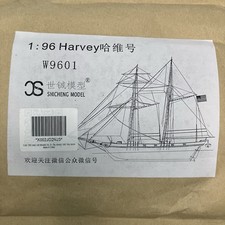 1:96 Harvey哈维号
W9601
世铖模型®
SHICHENG MODEL
欢迎关注微信公众微信号